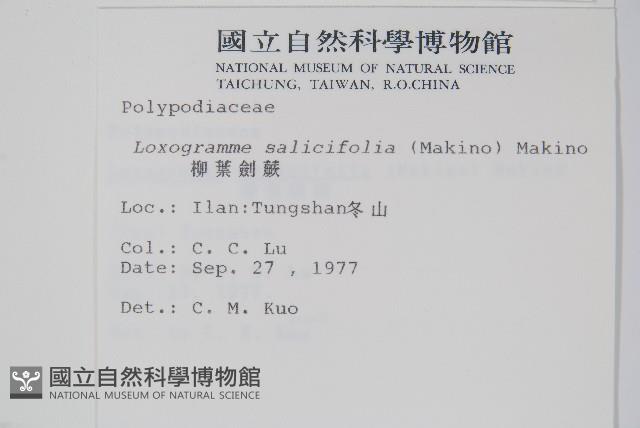 國立自然科學博物館
NATIONAL MUSEUM OF NATURAL SCIENCE
TAICHUNG, TAIWAN, R.O.CHINA
Polypodiaceae
Loxogramme salicifolia (Makino) Makino
柳葉劍蕨
Loc.: Ilan:Tungshan冬山
Col.: C. C. Lu
Date: Sep. 27 , 1977
Det.: C. M. Kuo
國立自然科學博物館
NATIONAL MUSEUM OF NATURAL SCIENCE